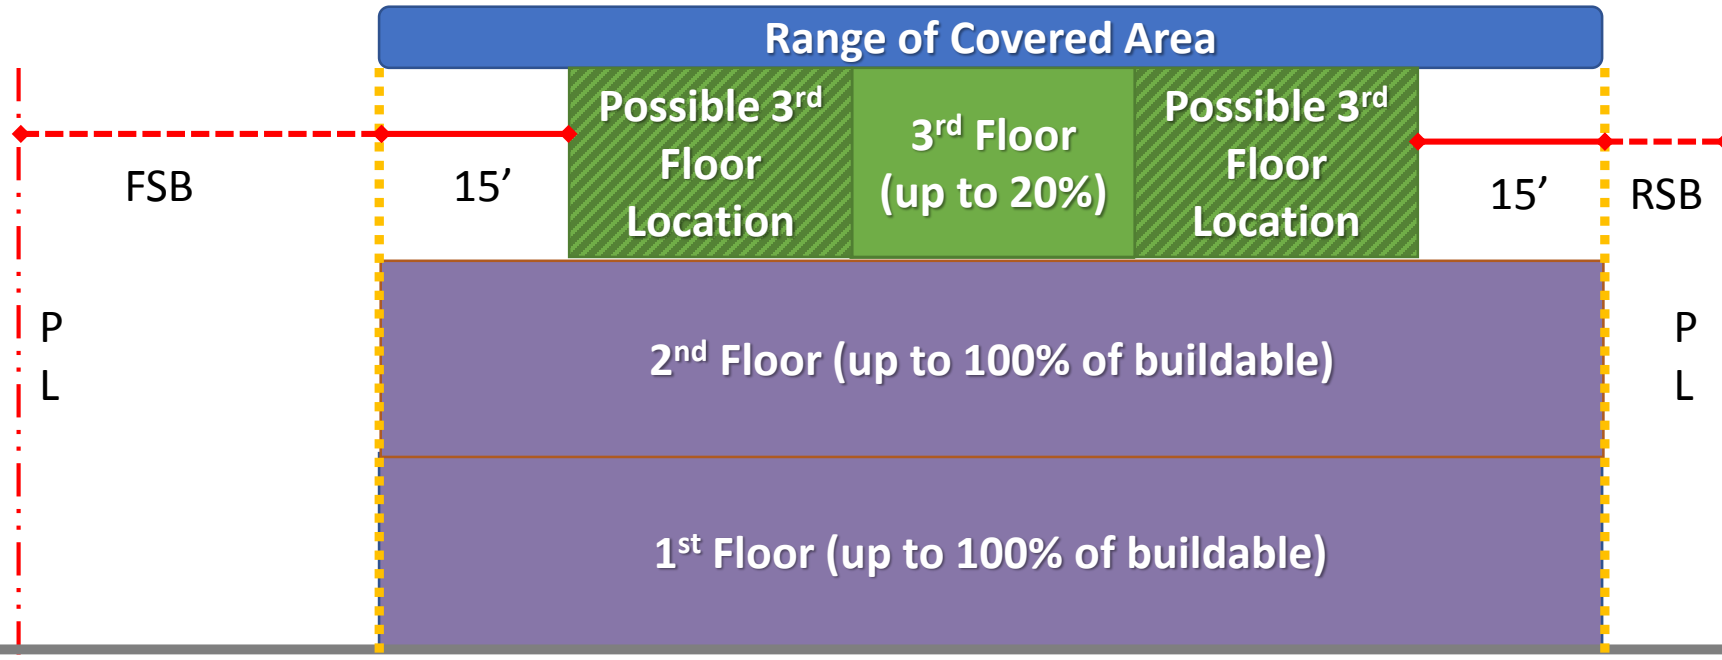 Range of Covered Area
Possible 3rd
Floor
Location
3rd Floor
(up to 20%)
Possible 3rd
Floor
Location
FSB
15’
15’
RSB
P
L
P
L
2nd Floor (up to 100% of buildable)
1st Floor (up to 100% of buildable)